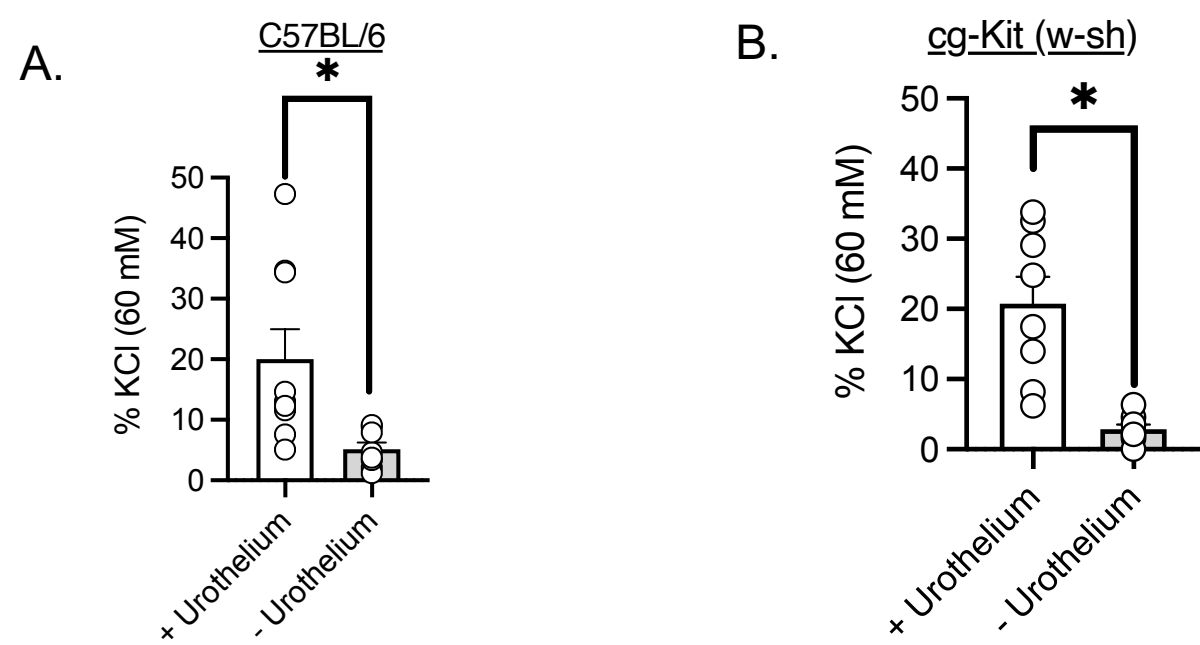 A.
C57BL/6
*
% KCl (60 mM)
50
40
30
20
10
0
+ Urothelium
- Urothelium
B.
cg-Kit (w-sh)
*
% KCl (60 mM)
50
40
30
20
10
0
+ Urothelium
- Urothelium